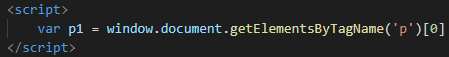 <script>
    var p1 = window.document.getElementsByTagName('p')[0]
</script>